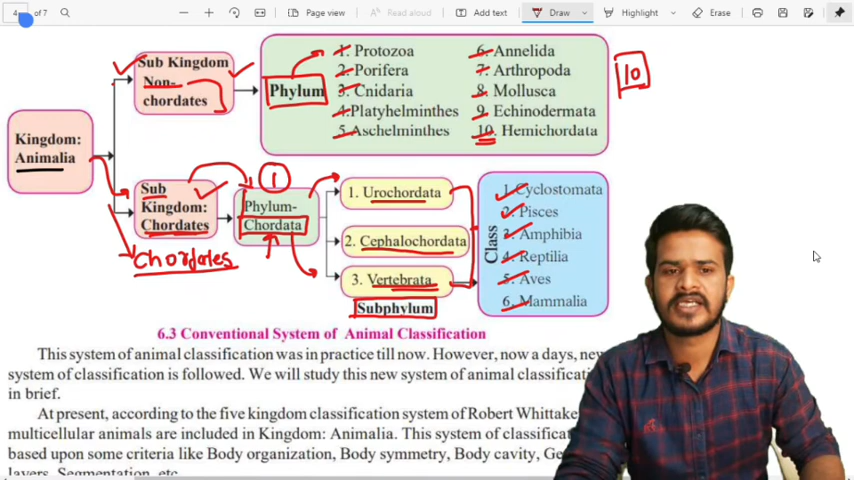 4 of 7
Page view
Read aloud
Add text
Draw
Highlight
Erase
Kingdom:
Animalia
Sub Kingdom
Non-
chordates
Phylum
1. Protozoa
2. Porifera
3. Cnidaria
4.Platyhelminthes
5.Aschelminthes
6. Annelida
7. Arthropoda
8. Mollusca
9. Echinodermata
10. Hemichordata
10
Sub
Kingdom:
Chordates
Chordates
1
Phylum-
Chordata
1. Urochordata
2. Cephalochordata
3. Vertebrata
Subphylum
Class
1. Cyclostomata
2. Pisces
3. Amphibia
4. Reptilia
5. Aves
6. Mammalia
6.3 Conventional System of Animal Classification
This system of animal classification was in practice till now. However, now a days, new
system of classification is followed. We will study this new system of animal
in brief.
At present, according to the five kingdom classification system of Robert
multicellular animals are included in Kingdom: Animalia. This system of
based upon some criteria like Body organization, Body symmetry, Body cavity,
layers, Segmentation, etc.